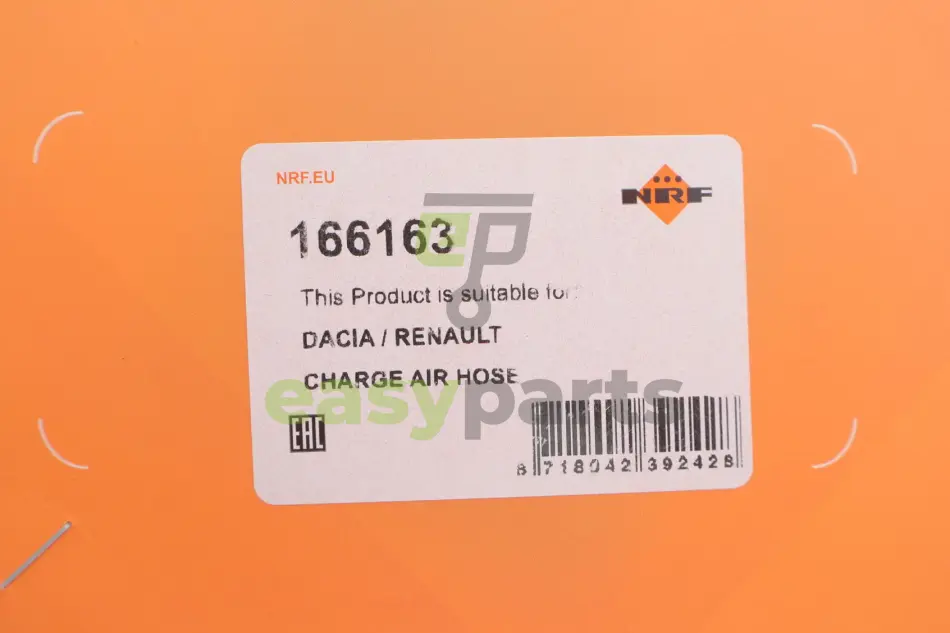 NRF.EU
NRF
166163
This Product is suitable for:
DACIA / RENAULT
CHARGE AIR HOSE
EAC
8 718042 392428
ep
easyparts